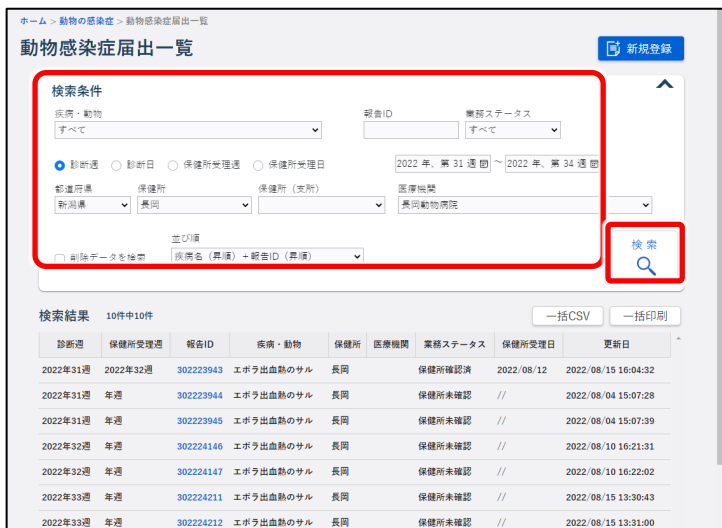 ホーム > 動物の感染症 > 動物感染症届出一覧
動物感染症届出一覧
新規登録
検索条件
疾病・動物 報告ID 業務ステータス
すべて すべて
診断週 診断日 保健所受理週 保健所受理日 2022 年、第 31 週 ~ 2022 年、第 34 週
都道府県 保健所 保健所（支所） 医療機関
新潟県 長岡 長岡動物病院
並び順
削除データを検索 疾病名（昇順）＋報告ID（昇順）
検索
検索結果 10件中10件 一括CSV 一括印刷
診断週 保健所受理週 報告ID 疾病・動物 保健所 医療機関 業務ステータス 保健所受理日 更新日
2022年31週 2022年32週 302223943 エボラ出血熱のサル 長岡 保健所確認済 2022/08/12 2022/08/15 16:04:32
2022年31週 年週 302223944 エボラ出血熱のサル 長岡 保健所未確認 // 2022/08/04 15:07:28
2022年31週 年週 302223945 エボラ出血熱のサル 長岡 保健所未確認 // 2022/08/04 15:07:39
2022年32週 年週 302224146 エボラ出血熱のサル 長岡 保健所未確認 // 2022/08/10 16:21:31
2022年32週 年週 302224147 エボラ出血熱のサル 長岡 保健所未確認 // 2022/08/10 16:22:02
2022年33週 年週 302224211 エボラ出血熱のサル 長岡 保健所未確認 // 2022/08/15 13:30:43
2022年33週 年週 302224212 エボラ出血熱のサル 長岡 保健所未確認 // 2022/08/15 13:31:00